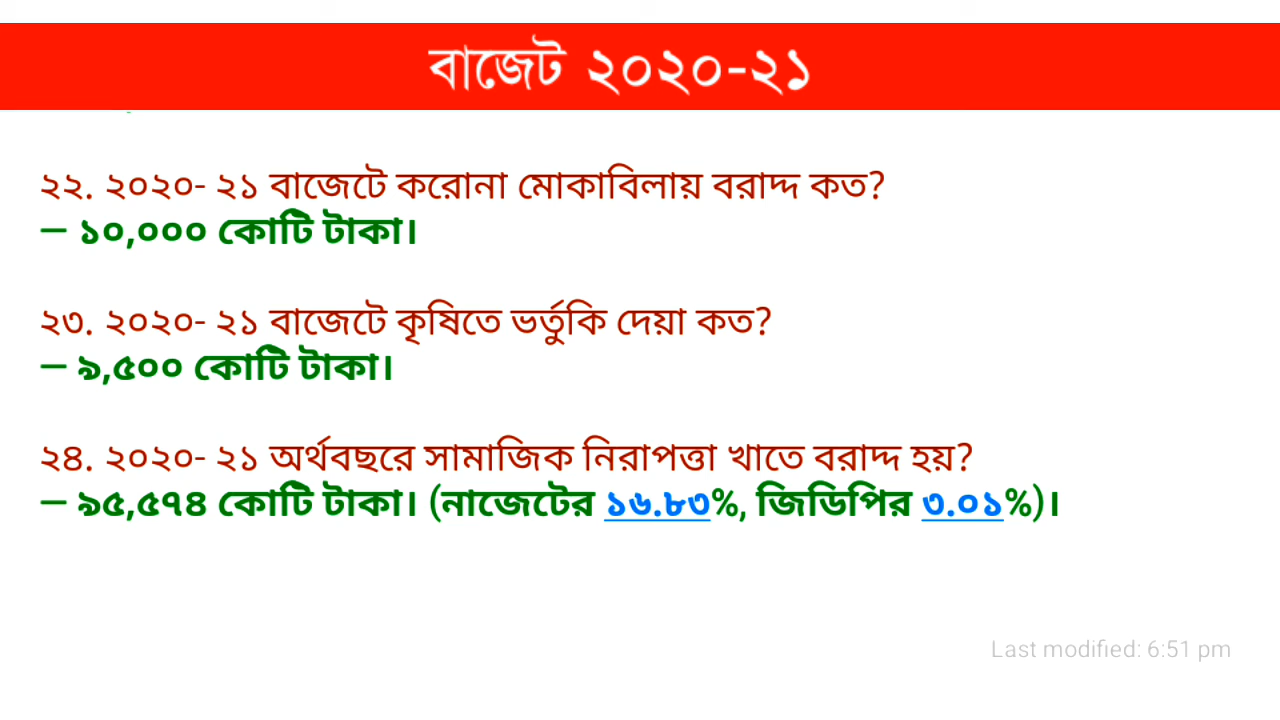 বাজেট ২০২০-২১
২২. ২০২০- ২১ বাজেটে করোনা মোকাবিলায় বরাদ্দ কত?
– ১০,০০০ কোটি টাকা।
২৩. ২০২০- ২১ বাজেটে কৃষিতে ভর্তুকি দেয়া কত?
– ৯,৫০০ কোটি টাকা।
২৪. ২০২০- ২১ অর্থবছরে সামাজিক নিরাপত্তা খাতে বরাদ্দ হয়?
– ৯৫,৫৭৪ কোটি টাকা। (নাজেটের ১৬.৮৩%, জিডিপির ৩.০১%)।
Last modified: 6:51 pm